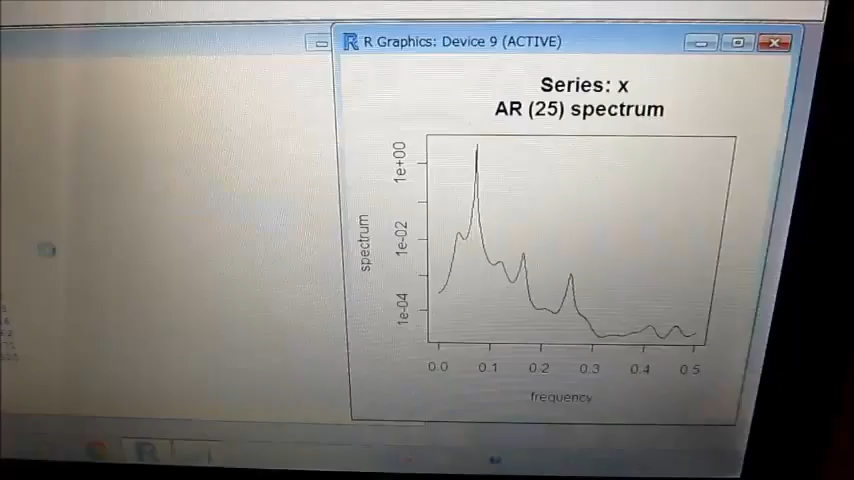 R Graphics: Device 9 (ACTIVE)
Series: x
AR (25) spectrum
spectrum
1e+00
1e-02
1e-04
0.0 0.1 0.2 0.3 0.4 0.5
frequency